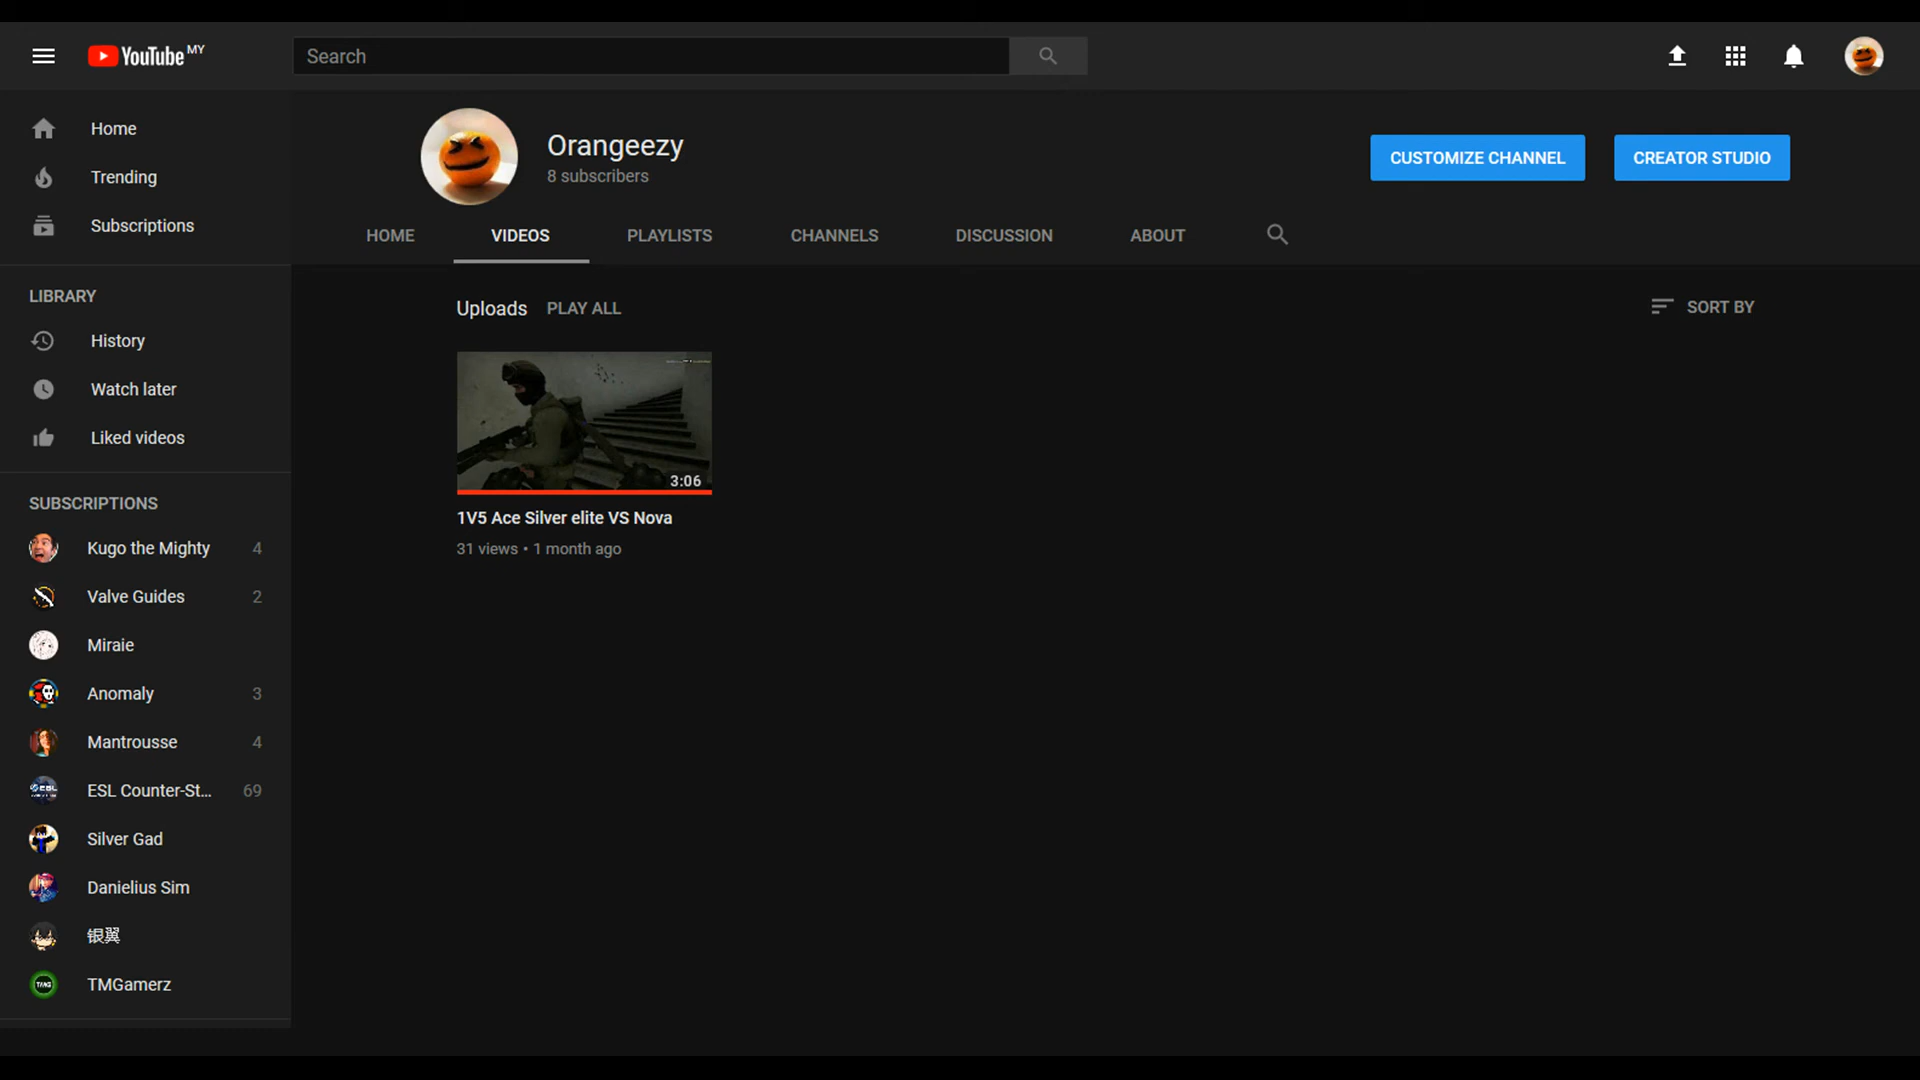 YouTube MY
Search
Home
Trending
Subscriptions
LIBRARY
History
Watch later
Liked videos
SUBSCRIPTIONS
Kugo the Mighty 4
Valve Guides 2
Miraie
Anomaly 3
Mantrousse 4
ESL Counter-St... 69
Silver Gad
Danielius Sim
银翼
TMGamerz
Orangeezy
8 subscribers
CUSTOMIZE CHANNEL
CREATOR STUDIO
HOME VIDEOS PLAYLISTS CHANNELS DISCUSSION ABOUT
Uploads PLAY ALL
SORT BY
3:06
1V5 Ace Silver elite VS Nova
31 views • 1 month ago